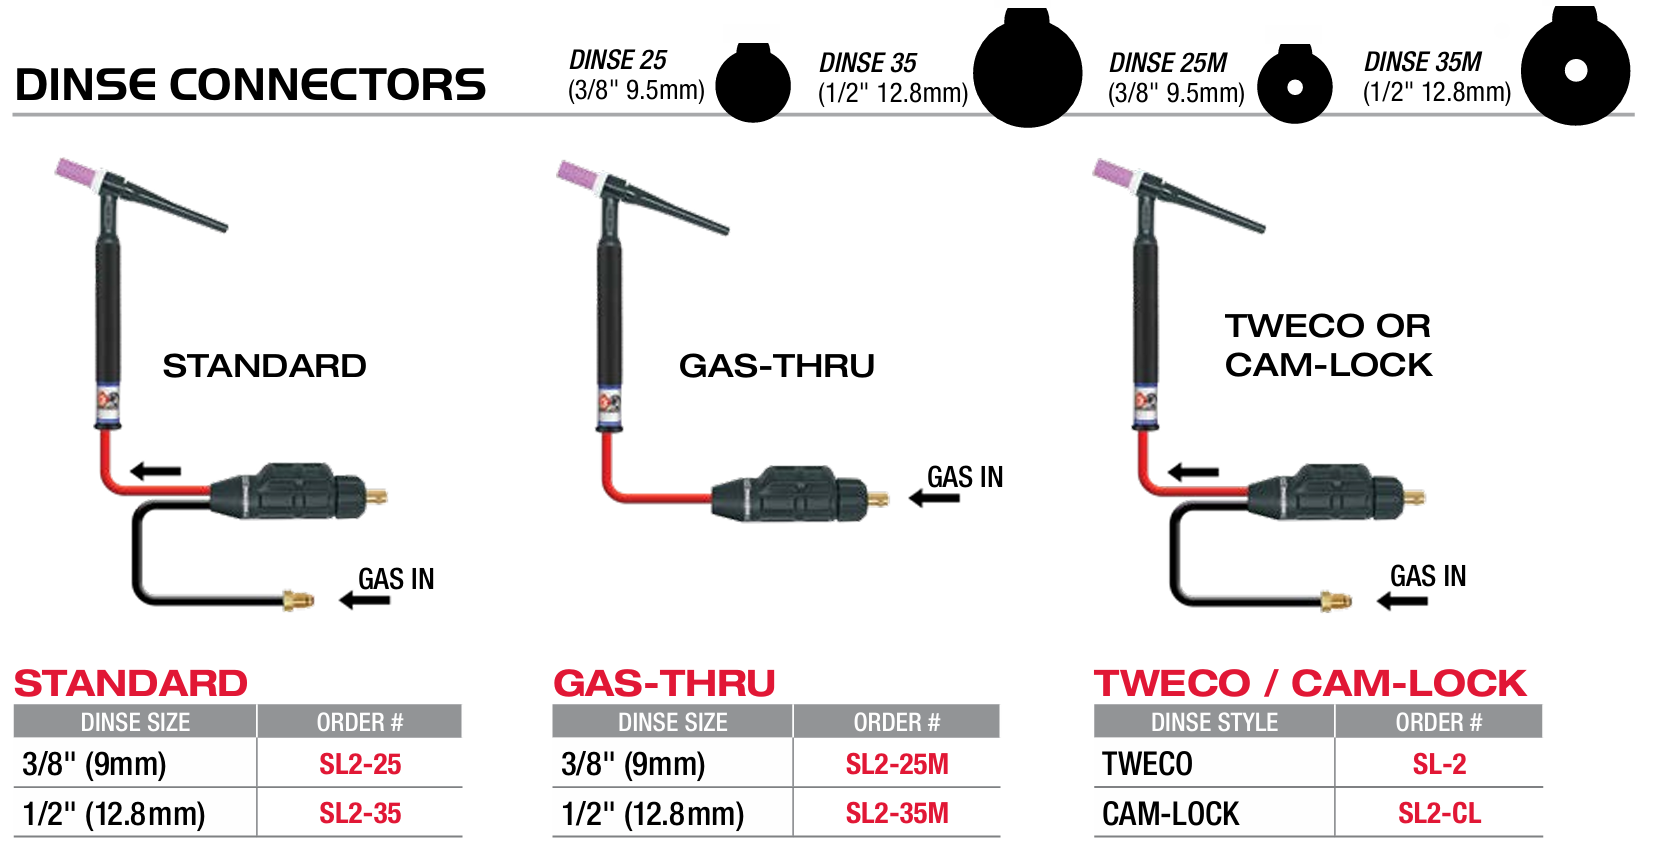 DINSE CONNECTORS
DINSE 25
(3/8" 9.5mm)
DINSE 35
(1/2" 12.8mm)
DINSE 25M
(3/8" 9.5mm)
DINSE 35M
(1/2" 12.8mm)
STANDARD
GAS IN
GAS-THRU
GAS IN
TWECO OR
CAM-LOCK
GAS IN
STANDARD
DINSE SIZE ORDER #
3/8" (9mm) SL2-25
1/2" (12.8mm) SL2-35
GAS-THRU
DINSE SIZE ORDER #
3/8" (9mm) SL2-25M
1/2" (12.8mm) SL2-35M
TWECO / CAM-LOCK
DINSE STYLE ORDER #
TWECO SL-2
CAM-LOCK SL2-CL